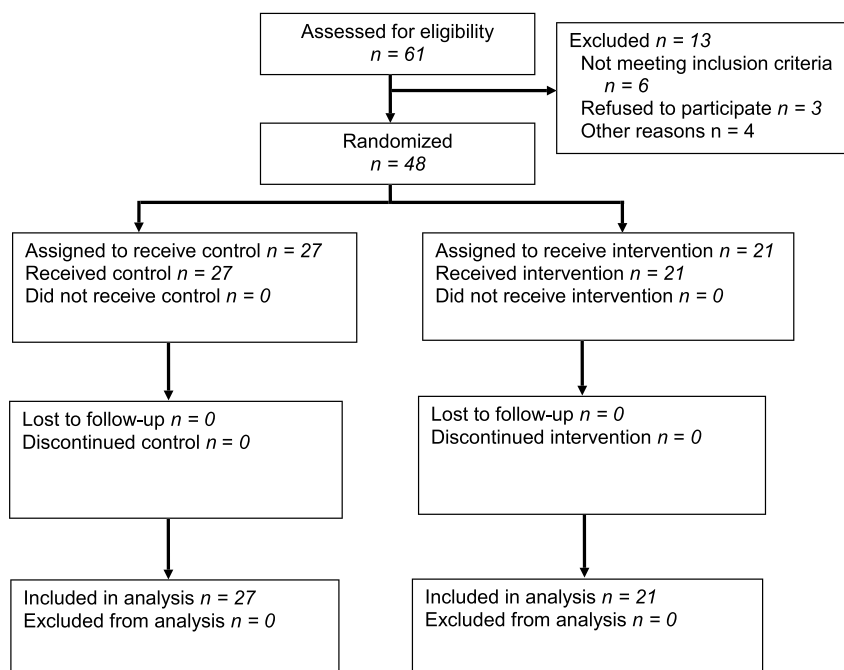 Assessed for eligibility
n = 61
Excluded n = 13
Not meeting inclusion criteria
n = 6
Refused to participate n = 3
Other reasons n = 4
Randomized
n = 48
Assigned to receive control n = 27
Received control n = 27
Did not receive control n = 0
Assigned to receive intervention n = 21
Received intervention n = 21
Did not receive intervention n = 0
Lost to follow-up n = 0
Discontinued control n = 0
Lost to follow-up n = 0
Discontinued intervention n = 0
Included in analysis n = 27
Excluded from analysis n = 0
Included in analysis n = 21
Excluded from analysis n = 0